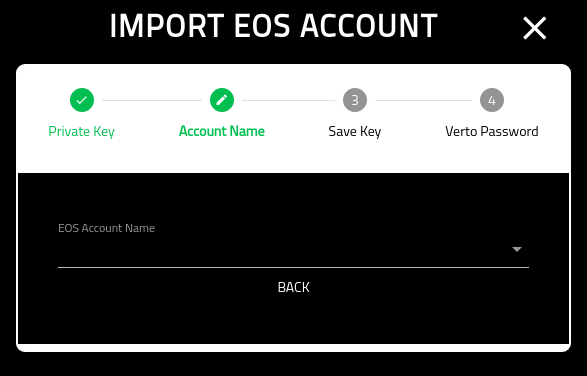 IMPORT EOS ACCOUNT
3
4
Private Key
Account Name
Save Key
Verto Password
EOS Account Name
BACK